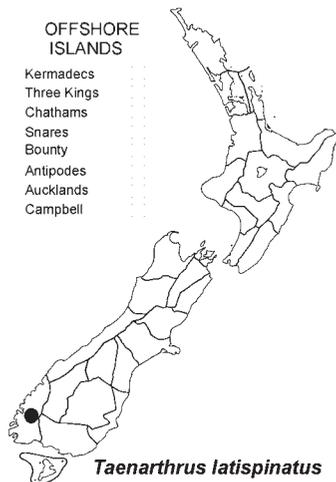 OFFSHORE
ISLANDS
Kermadecs
Three Kings
Chathams
Snares
Bounty
Antipodes
Aucklands
Campbell
Taenarthrus latispinatus